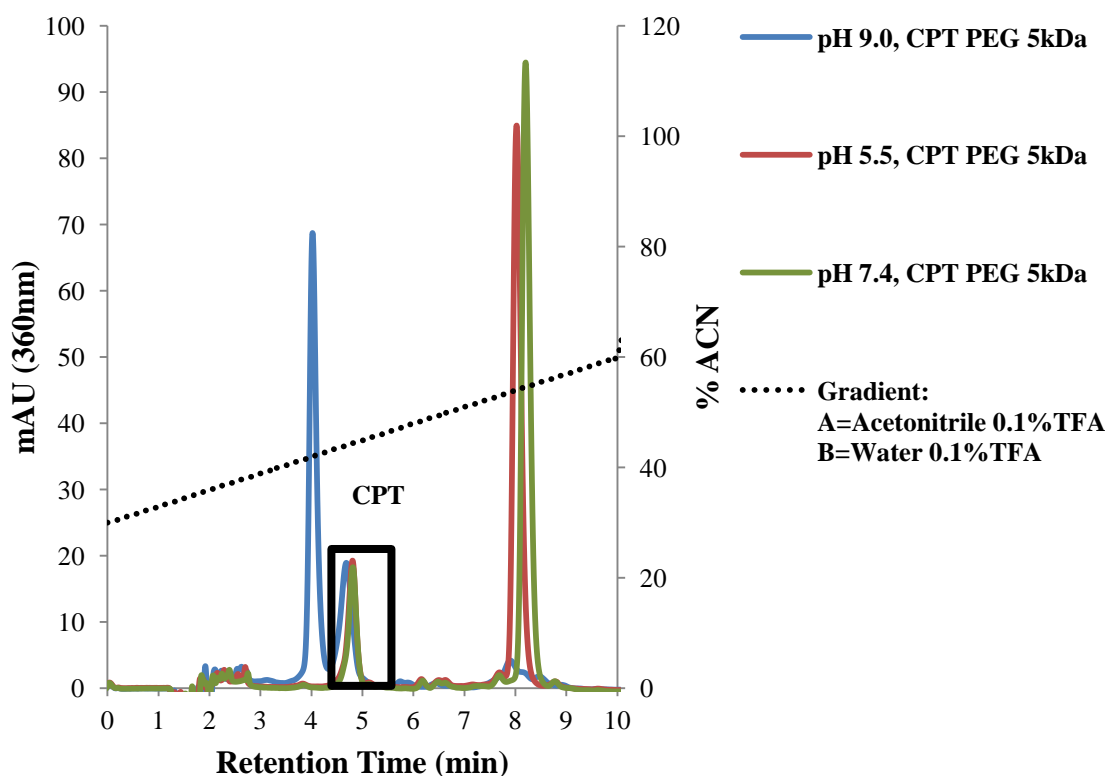 100
90
80
70
60
50
40
30
20
10
0
mAU (360nm)
CPT
0 1 2 3 4 5 6 7 8 9 10
Retention Time (min)
120
100
80
60
40
20
0
% ACN
pH 9.0, CPT PEG 5kDa
pH 5.5, CPT PEG 5kDa
pH 7.4, CPT PEG 5kDa
Gradient:
A=Acetonitrile 0.1%TFA
B=Water 0.1%TFA